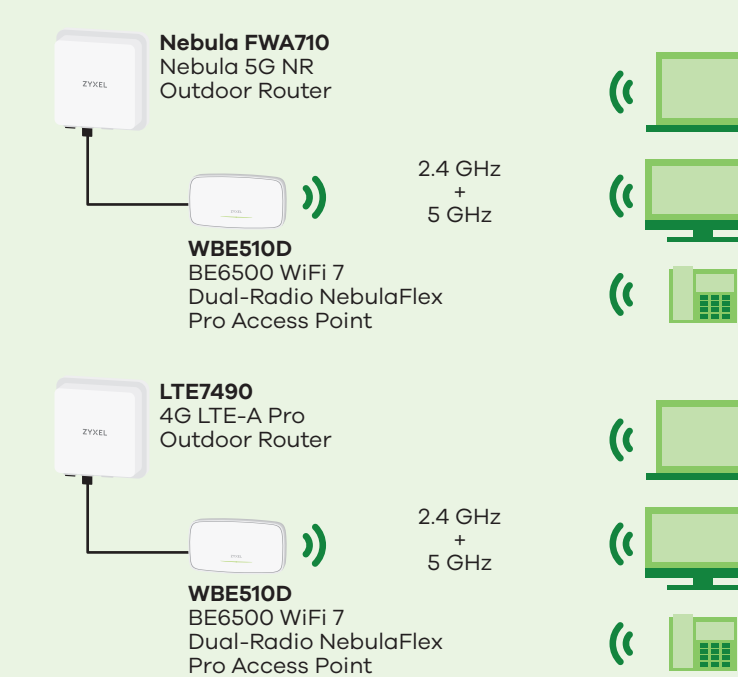 Nebula FWA710
Nebula 5G NR
Outdoor Router
ZYXEL
2.4 GHz
+
5 GHz
ZYXEL
WBE510D
BE6500 WiFi 7
Dual-Radio NebulaFlex
Pro Access Point
LTE7490
4G LTE-A Pro
Outdoor Router
ZYXEL
2.4 GHz
+
5 GHz
ZYXEL
WBE510D
BE6500 WiFi 7
Dual-Radio NebulaFlex
Pro Access Point